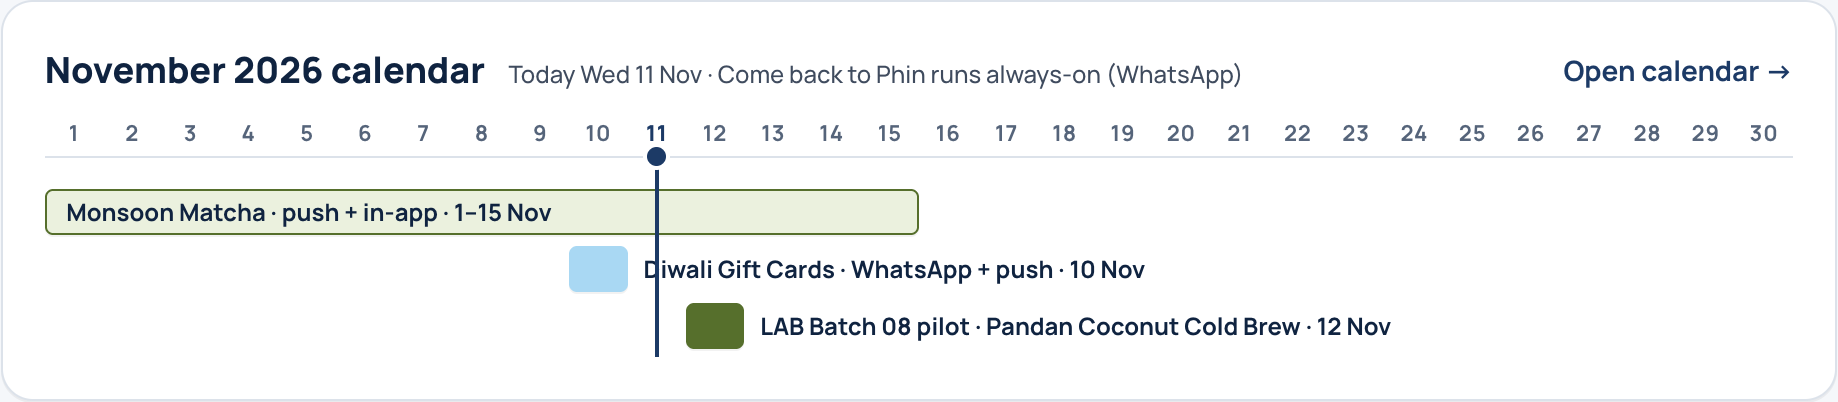 November 2026 calendar Today Wed 11 Nov · Come back to Phin runs always-on (WhatsApp) Open calendar →
1 2 3 4 5 6 7 8 9 10 11 12 13 14 15 16 17 18 19 20 21 22 23 24 25 26 27 28 29 30
Monsoon Matcha · push + in-app · 1–15 Nov
Diwali Gift Cards · WhatsApp + push · 10 Nov
LAB Batch 08 pilot · Pandan Coconut Cold Brew · 12 Nov